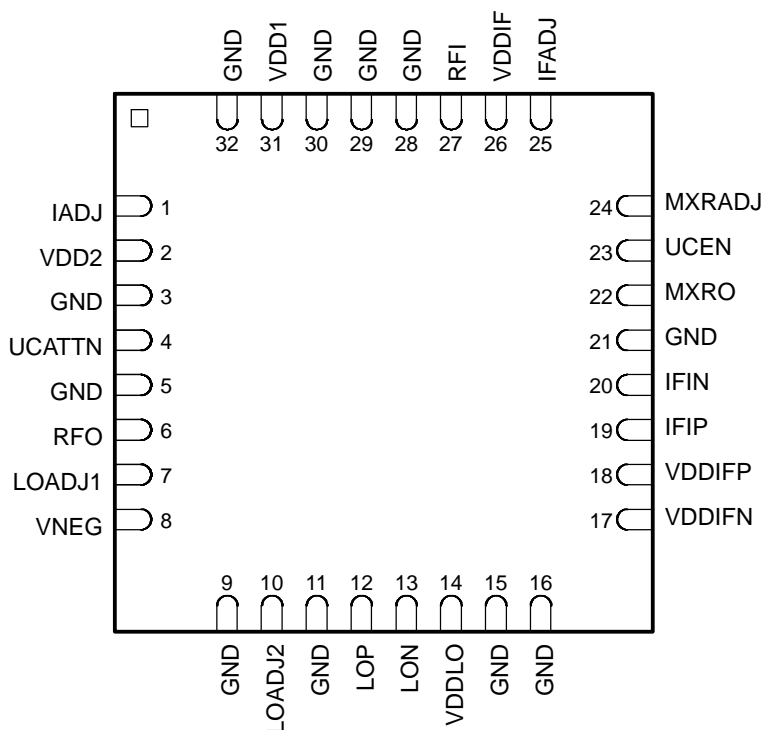 GND VDD1 GND GND GND RFI VDDIF IFADJ
32 31 30 29 28 27 26 25
IADJ 1
VDD2 2
GND 3
UCATTN 4
GND 5
RFO 6
LOADJ1 7
VNEG 8
24 MXRADJ
23 UCEN
22 MXRO
21 GND
20 IFIN
19 IFIP
18 VDDIFP
17 VDDIFN
9 10 11 12 13 14 15 16
GND LOADJ2 GND LOP LON VDDLO GND GND